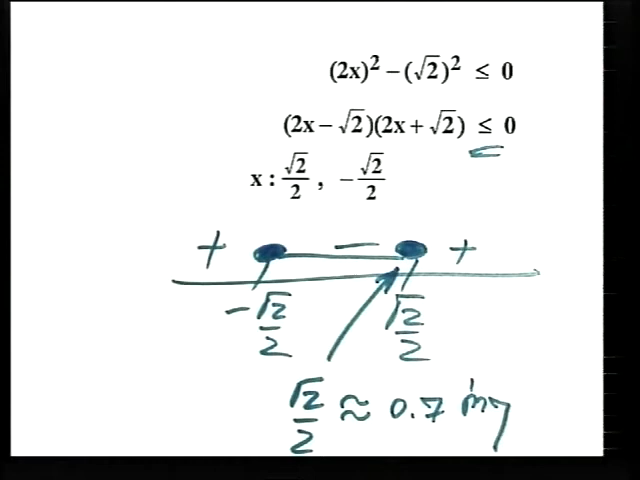 (2x)² − (√2)² ≤ 0
(2x − √2)(2x + √2) ≤ 0
x : √2/2 , −√2/2
+ − +
−√2/2 √2/2
√2/2 ≈ 0.7